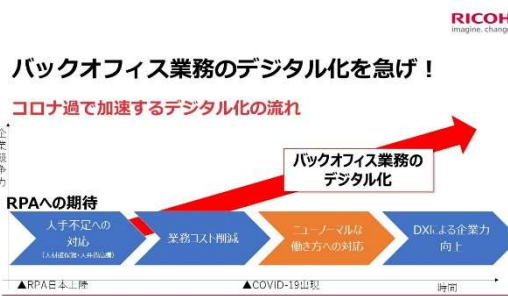 RICOH
imagine. change.
バックオフィス業務のデジタル化を急げ！
コロナ過で加速するデジタル化の流れ
企業競争力
バックオフィス業務の
デジタル化
RPAへの期待
人手不足への
対応
業務コスト削減
ニューノーマルな
働き方への対応
DXによる企業力
向上
▲RPA日本上陸
▲COVID-19出現
時間